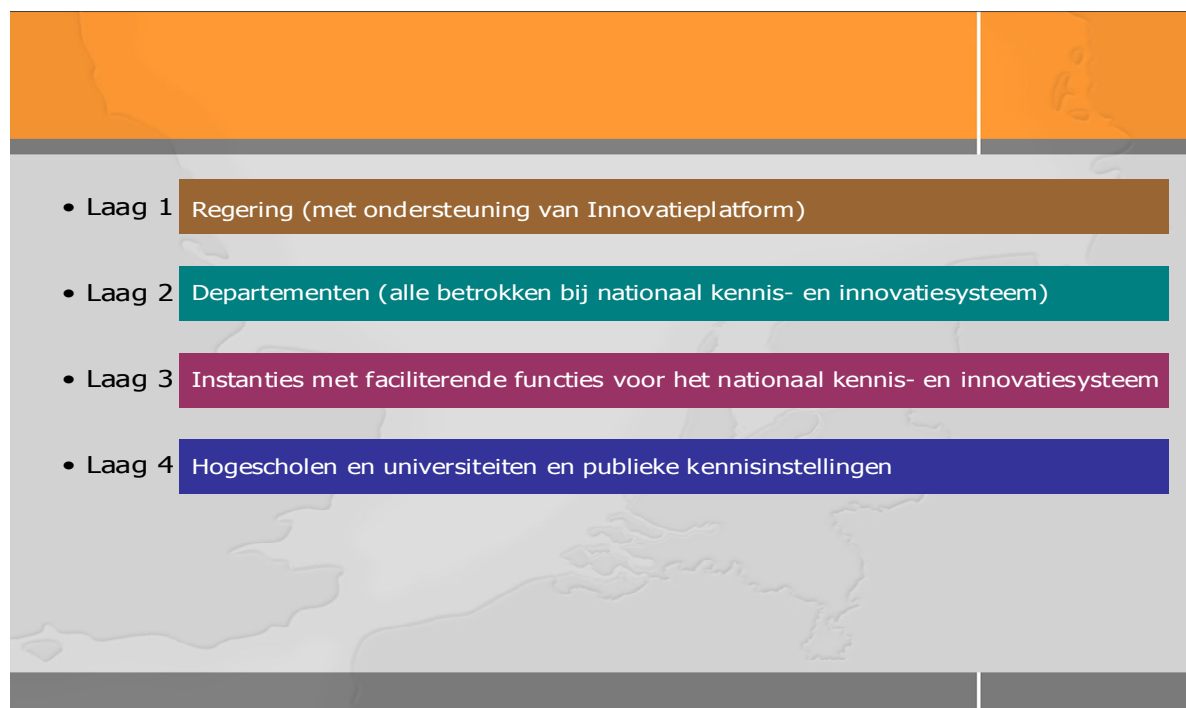 • Laag 1 Regering (met ondersteuning van Innovatieplatform)
• Laag 2 Departementen (alle betrokken bij nationaal kennis- en innovatiesysteem)
• Laag 3 Instanties met faciliterende functies voor het nationaal kennis- en innovatiesysteem
• Laag 4 Hogescholen en universiteiten en publieke kennisinstellingen